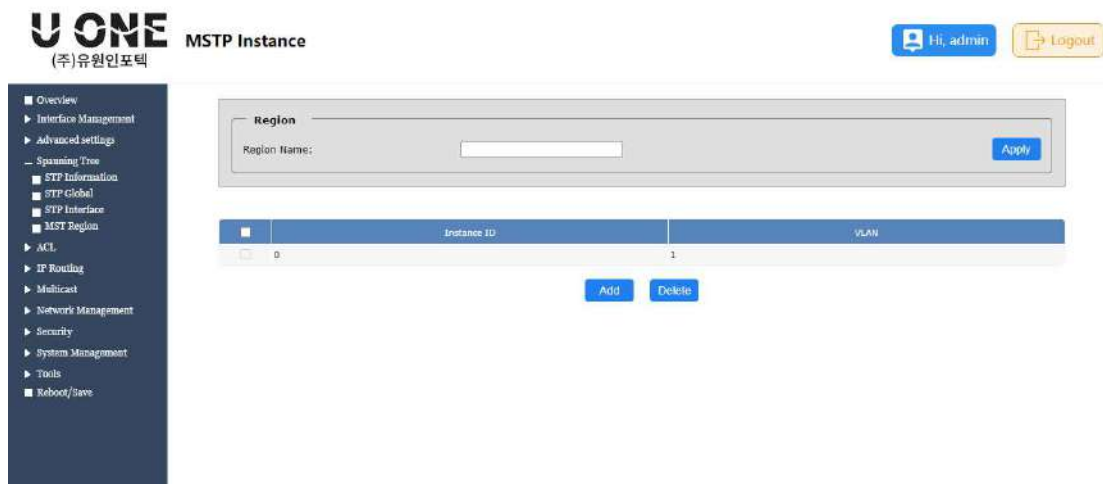 U ONE
(주)유원인포텍
MSTP Instance
Hi, admin
Logout
Overview
Interface Management
Advanced settings
Spanning Tree
STP Information
STP Global
STP Interface
MST Region
ACL
IP Routing
Multicast
Network Management
Security
System Management
Tools
Reboot/Save
Region
Region Name:
Apply
Instance ID VLAN
0 1
Add Delete